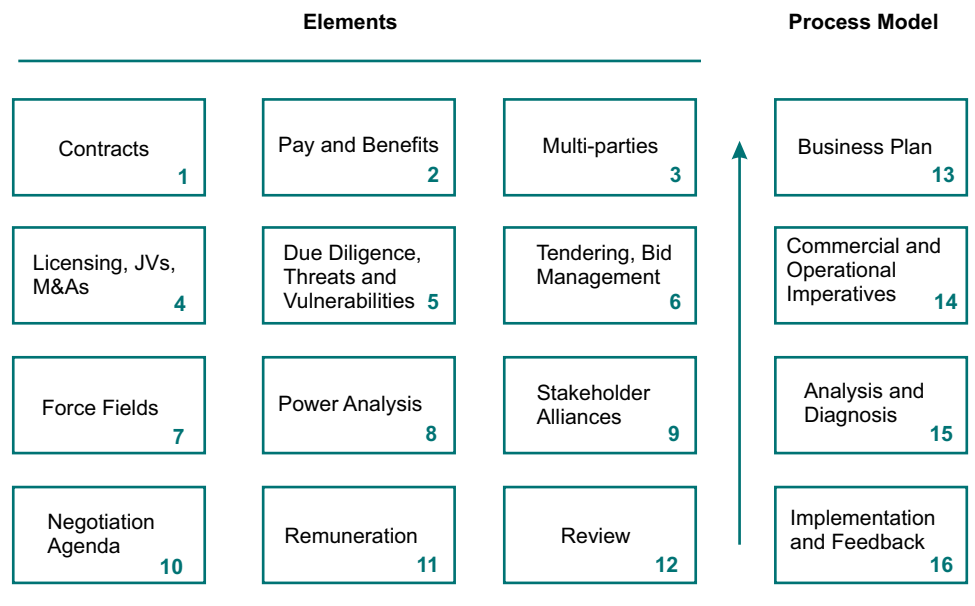 Elements
Process Model
Contracts
1
Pay and Benefits
2
Multi-parties
3
Business Plan
13
Licensing, JVs,
M&As
4
Due Diligence,
Threats and
Vulnerabilities 5
Tendering, Bid
Management
6
Commercial and
Operational
Imperatives
14
Force Fields
7
Power Analysis
8
Stakeholder
Alliances
9
Analysis and
Diagnosis
15
Negotiation
Agenda
10
Remuneration
11
Review
12
Implementation
and Feedback
16